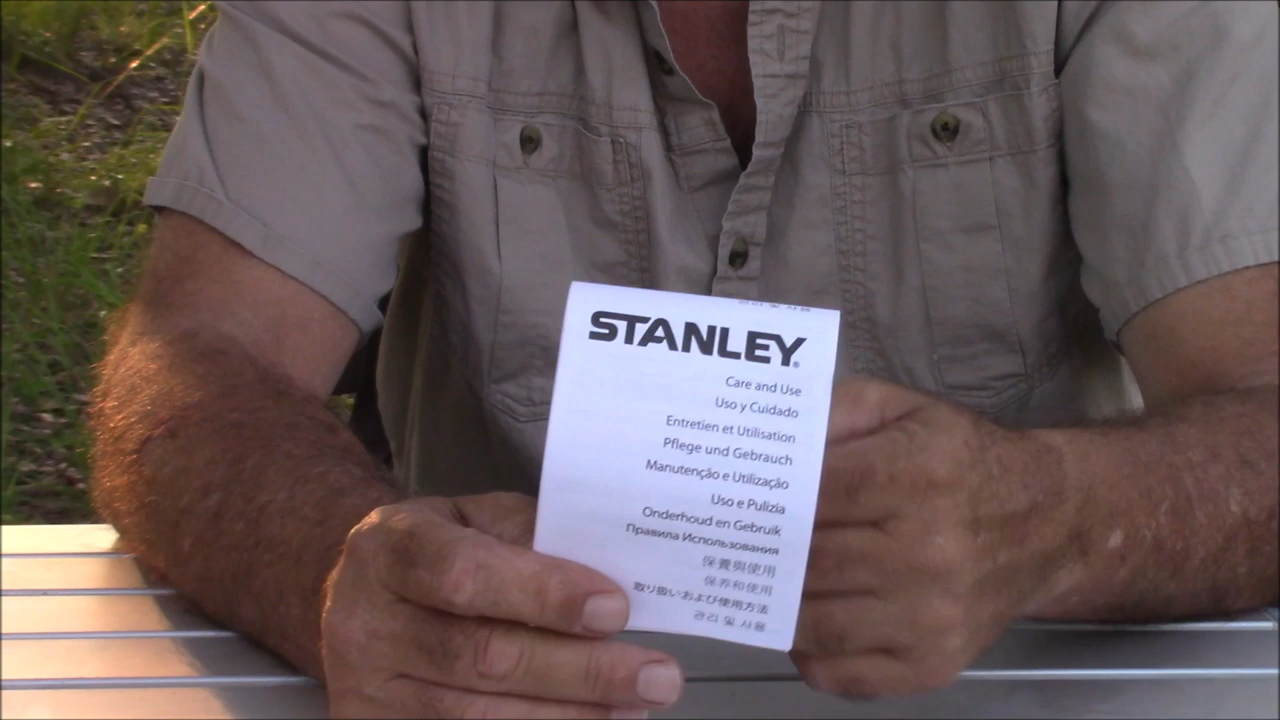 STANLEY®
Care and Use
Uso y Cuidado
Entretien et Utilisation
Pflege und Gebrauch
Manutenção e Utilização
Uso e Pulizia
Onderhoud en Gebruik
Правила Использования
保養與使用
保养和使用
取り扱いおよび使用方法
관리 및 사용